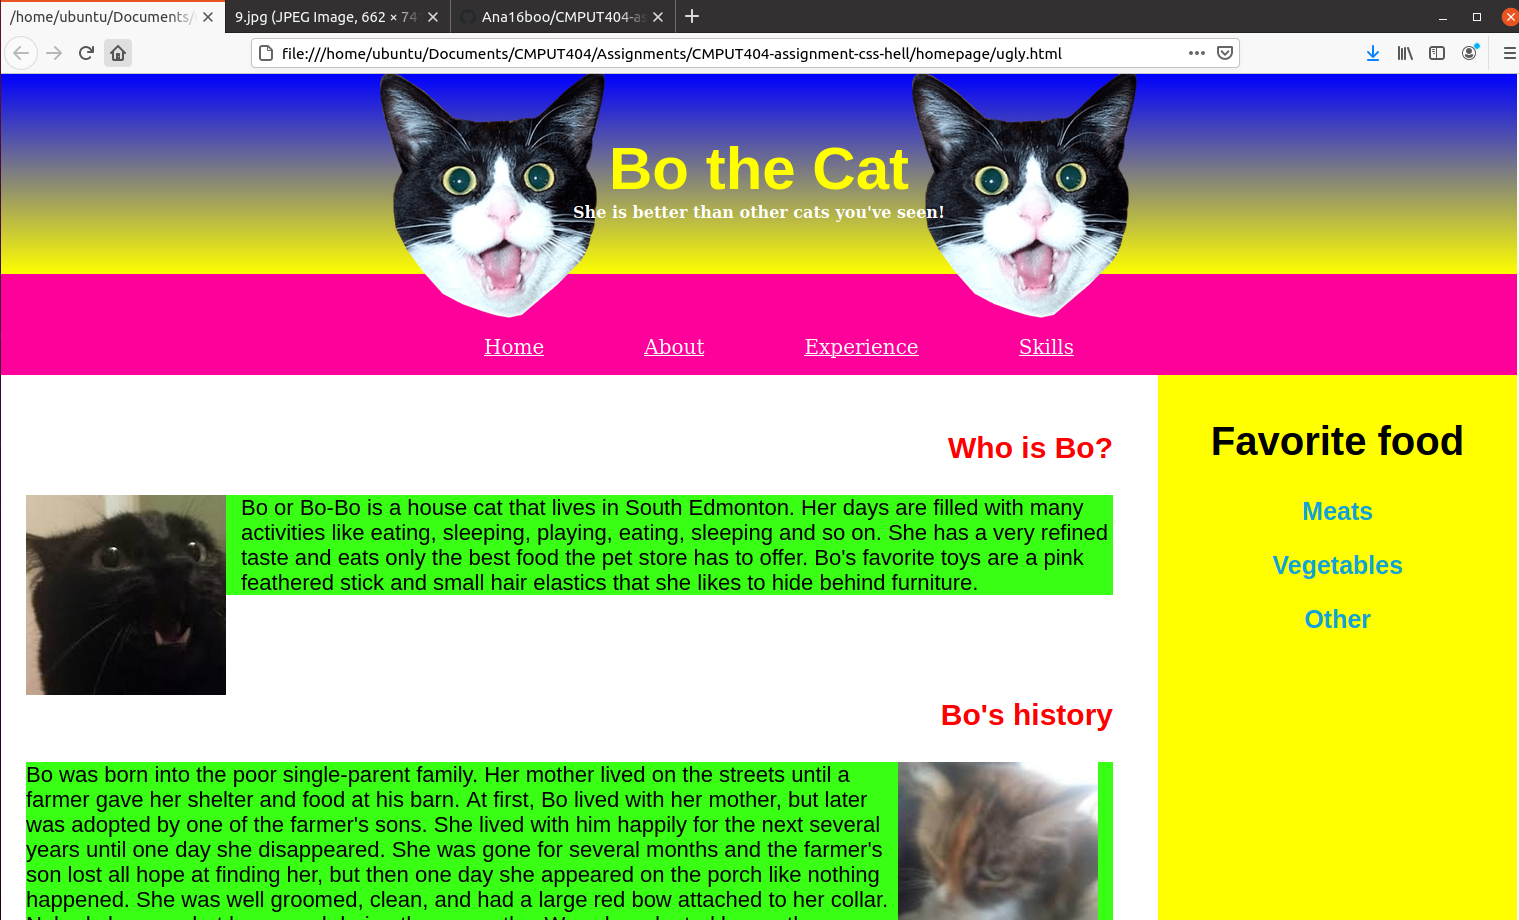 /home/ubuntu/Documents/
9.jpg (JPEG Image, 662 × 74
Ana16boo/CMPUT404-as
file:///home/ubuntu/Documents/CMPUT404/Assignments/CMPUT404-assignment-css-hell/homepage/ugly.html
Bo the Cat
She is better than other cats you've seen!
Home About Experience Skills
Who is Bo?
Bo or Bo-Bo is a house cat that lives in South Edmonton. Her days are filled with many
activities like eating, sleeping, playing, eating, sleeping and so on. She has a very refined
taste and eats only the best food the pet store has to offer. Bo's favorite toys are a pink
feathered stick and small hair elastics that she likes to hide behind furniture.
Bo's history
Bo was born into the poor single-parent family. Her mother lived on the streets until a
farmer gave her shelter and food at his barn. At first, Bo lived with her mother, but later
was adopted by one of the farmer's sons. She lived with him happily for the next several
years until one day she disappeared. She was gone for several months and the farmer's
son lost all hope at finding her, but then one day she appeared on the porch like nothing
happened. She was well groomed, clean, and had a large red bow attached to her collar.
Favorite food
Meats
Vegetables
Other